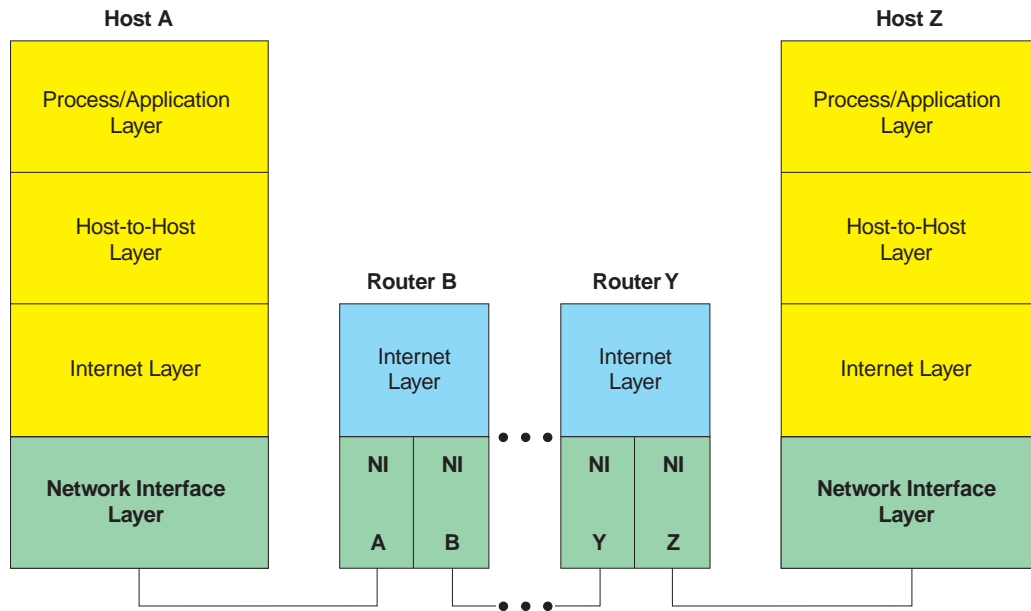 Host A
Process/Application
Layer
Host-to-Host
Layer
Internet Layer
Network Interface
Layer
Router B
Internet
Layer
NI NI
A B
Router Y
Internet
Layer
NI NI
Y Z
Host Z
Process/Application
Layer
Host-to-Host
Layer
Internet Layer
Network Interface
Layer